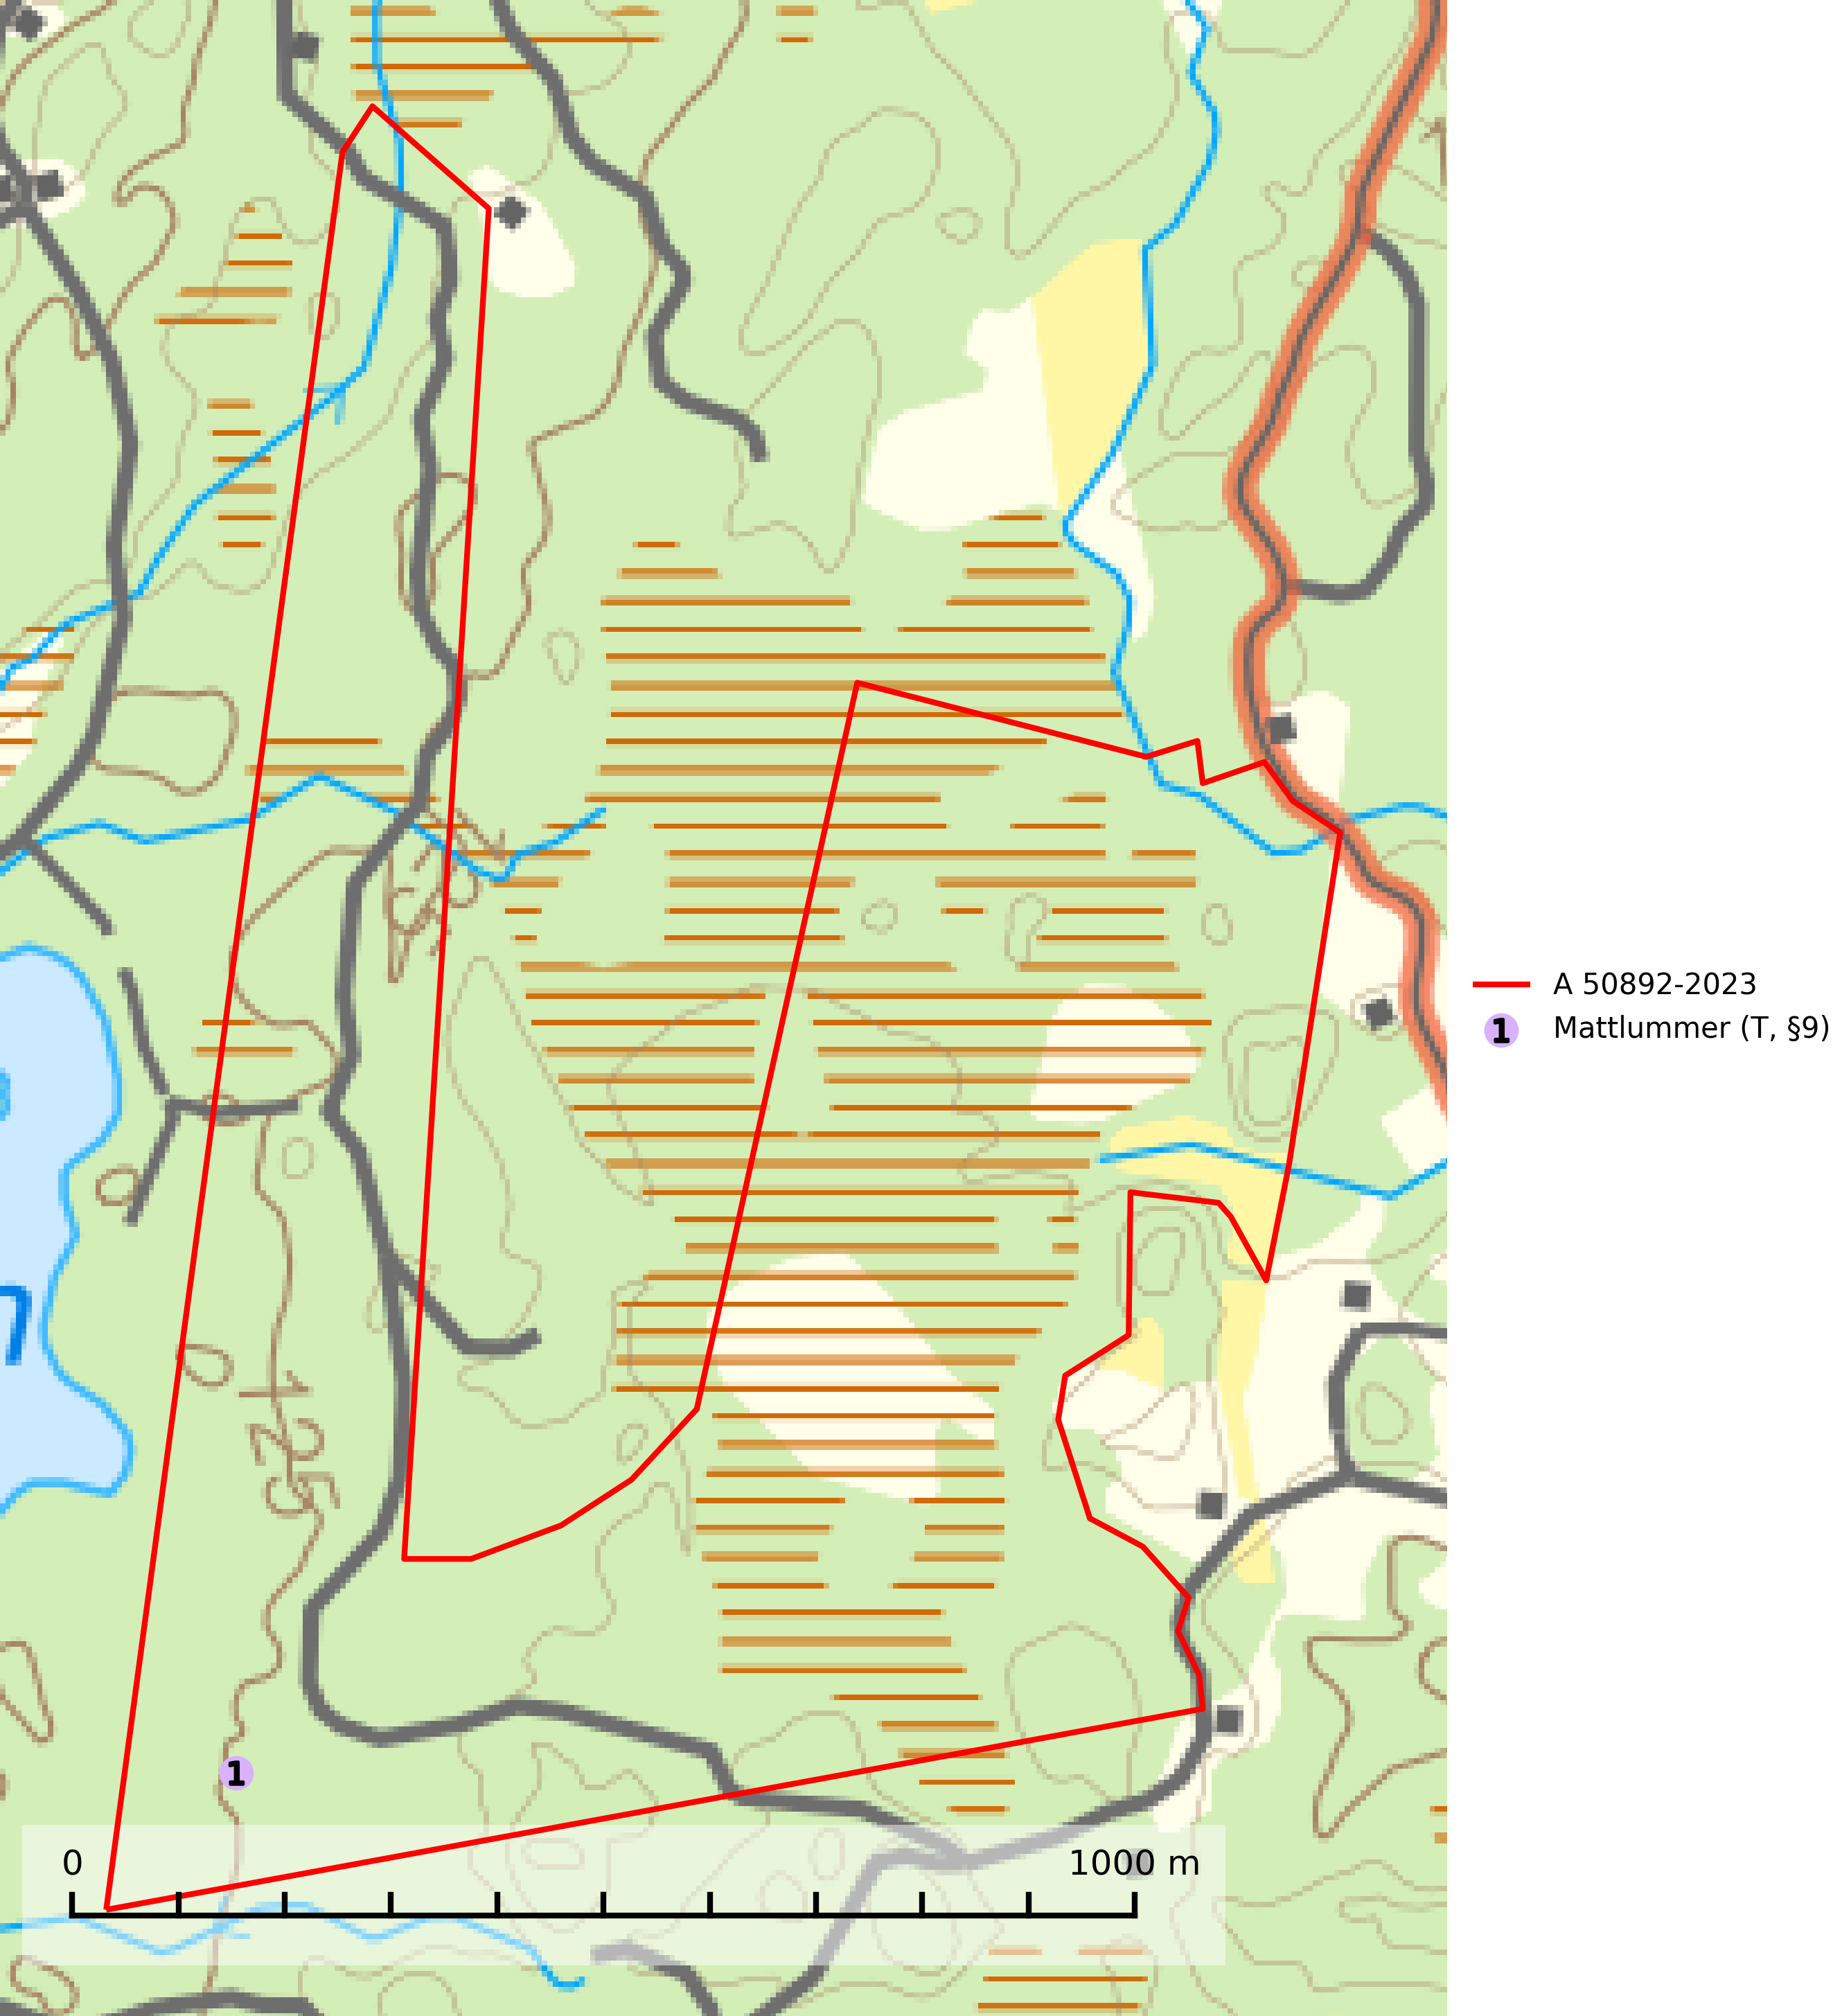 A 50892-2023
1 Mattlummer (T, §9)
125
1
0 1000 m